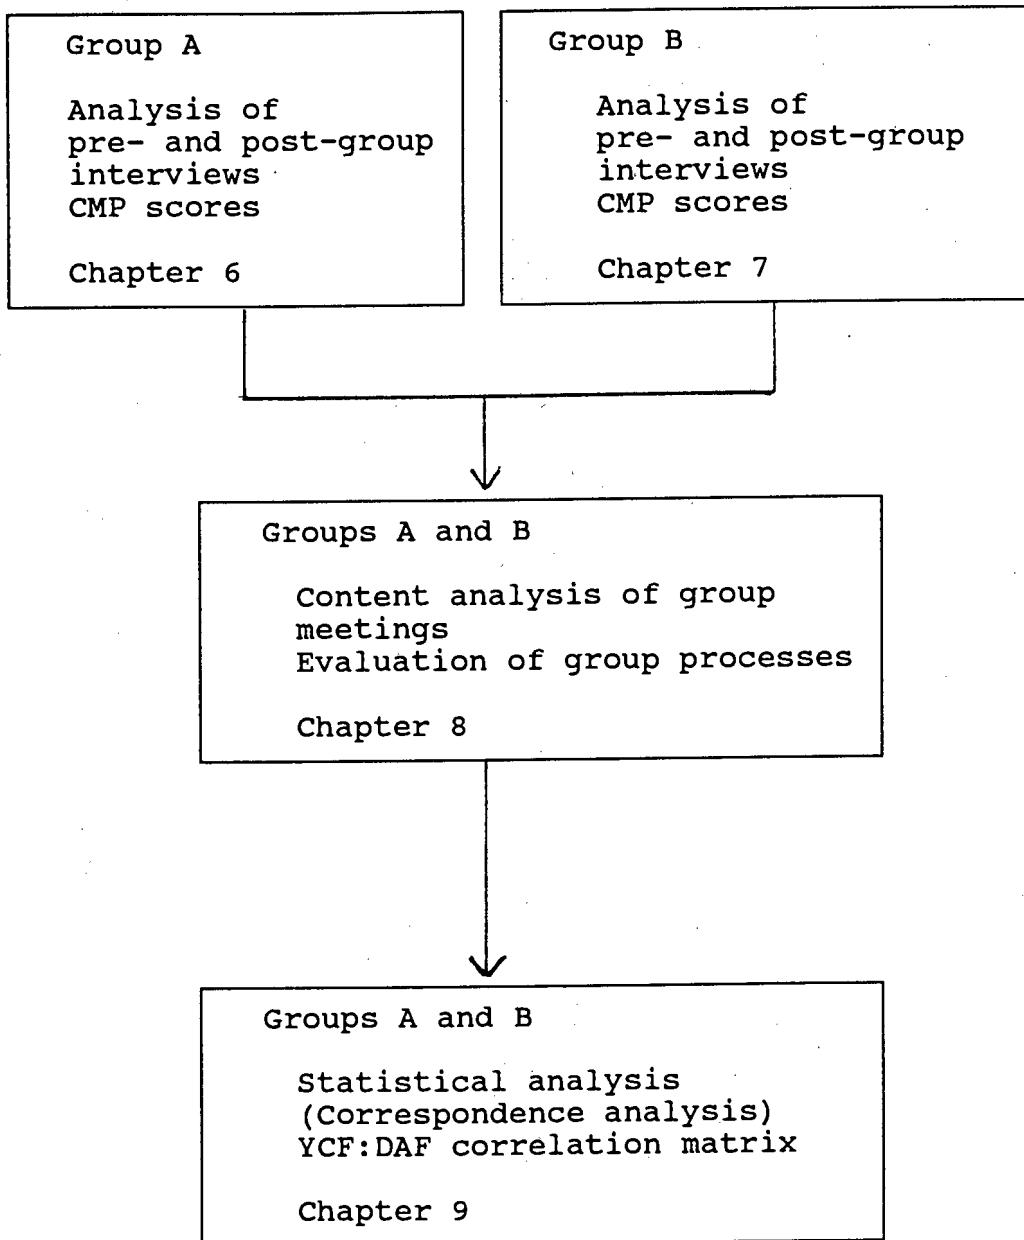 Group A
Analysis of
pre- and post-group
interviews
CMP scores
Chapter 6
Group B
Analysis of
pre- and post-group
interviews
CMP scores
Chapter 7
Groups A and B
Content analysis of group
meetings
Evaluation of group processes
Chapter 8
Groups A and B
Statistical analysis
(Correspondence analysis)
YCF:DAF correlation matrix
Chapter 9